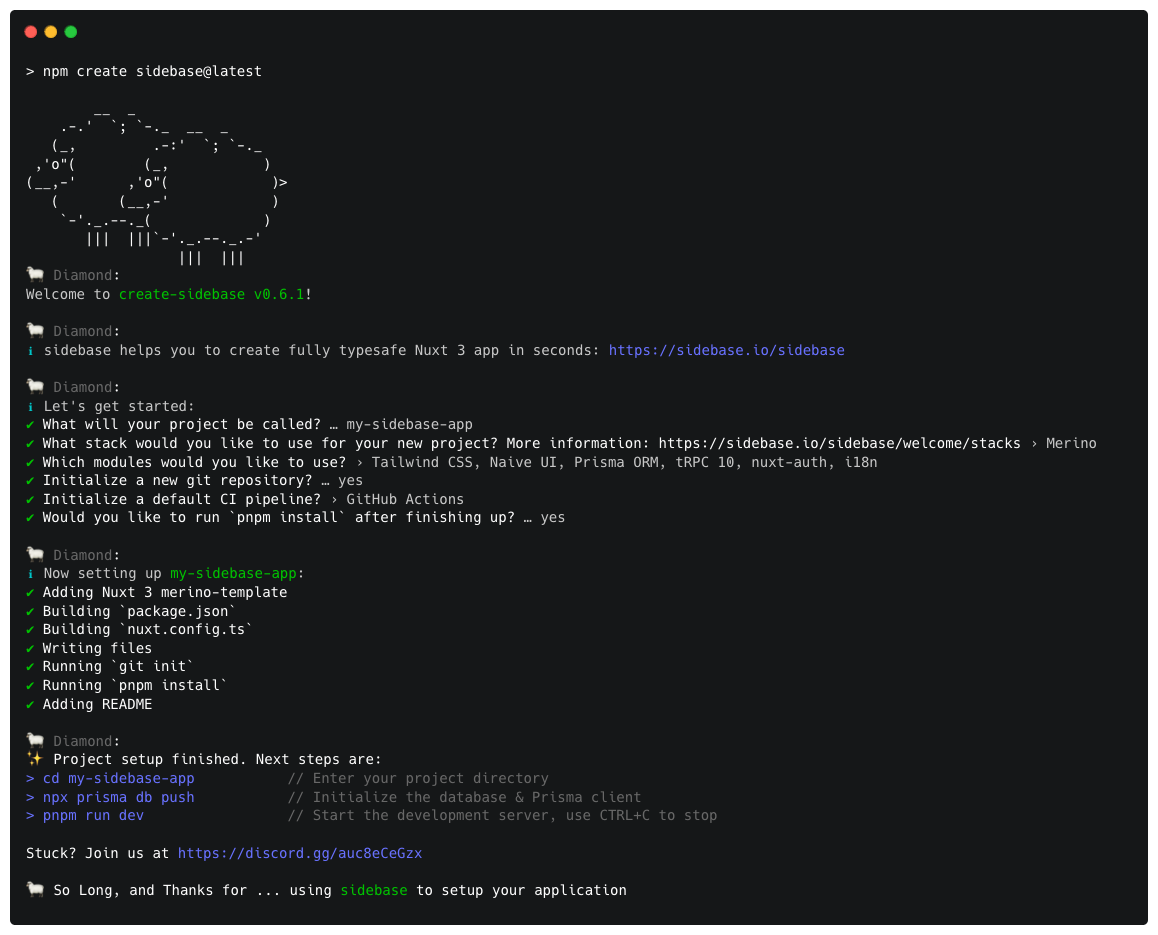 > npm create sidebase@latest
        __  _
    .-.'  `; `-._  __  _
   (_,         .-:'  `; `-._
 ,'o"(        (_,           )
(__,-'      ,'o"(            )>
   (       (__,-'            )
    `-'._.--._(             )
       |||  |||`-'._.--._.-'
                  |||  |||
🐑 Diamond:
Welcome to create-sidebase v0.6.1!
🐑 Diamond:
ℹ sidebase helps you to create fully typesafe Nuxt 3 app in seconds: https://sidebase.io/sidebase
🐑 Diamond:
ℹ Let's get started:
✔ What will your project be called? … my-sidebase-app
✔ What stack would you like to use for your new project? More information: https://sidebase.io/sidebase/welcome/stacks › Merino
✔ Which modules would you like to use? › Tailwind CSS, Naive UI, Prisma ORM, tRPC 10, nuxt-auth, i18n
✔ Initialize a new git repository? … yes
✔ Initialize a default CI pipeline? › GitHub Actions
✔ Would you like to run `pnpm install` after finishing up? … yes
🐑 Diamond:
ℹ Now setting up my-sidebase-app:
✔ Adding Nuxt 3 merino-template
✔ Building `package.json`
✔ Building `nuxt.config.ts`
✔ Writing files
✔ Running `git init`
✔ Running `pnpm install`
✔ Adding README
🐑 Diamond:
✨ Project setup finished. Next steps are:
> cd my-sidebase-app           // Enter your project directory
> npx prisma db push           // Initialize the database & Prisma client
> pnpm run dev                 // Start the development server, use CTRL+C to stop
Stuck? Join us at https://discord.gg/auc8eCeGzx
🐑 So Long, and Thanks for ... using sidebase to setup your application